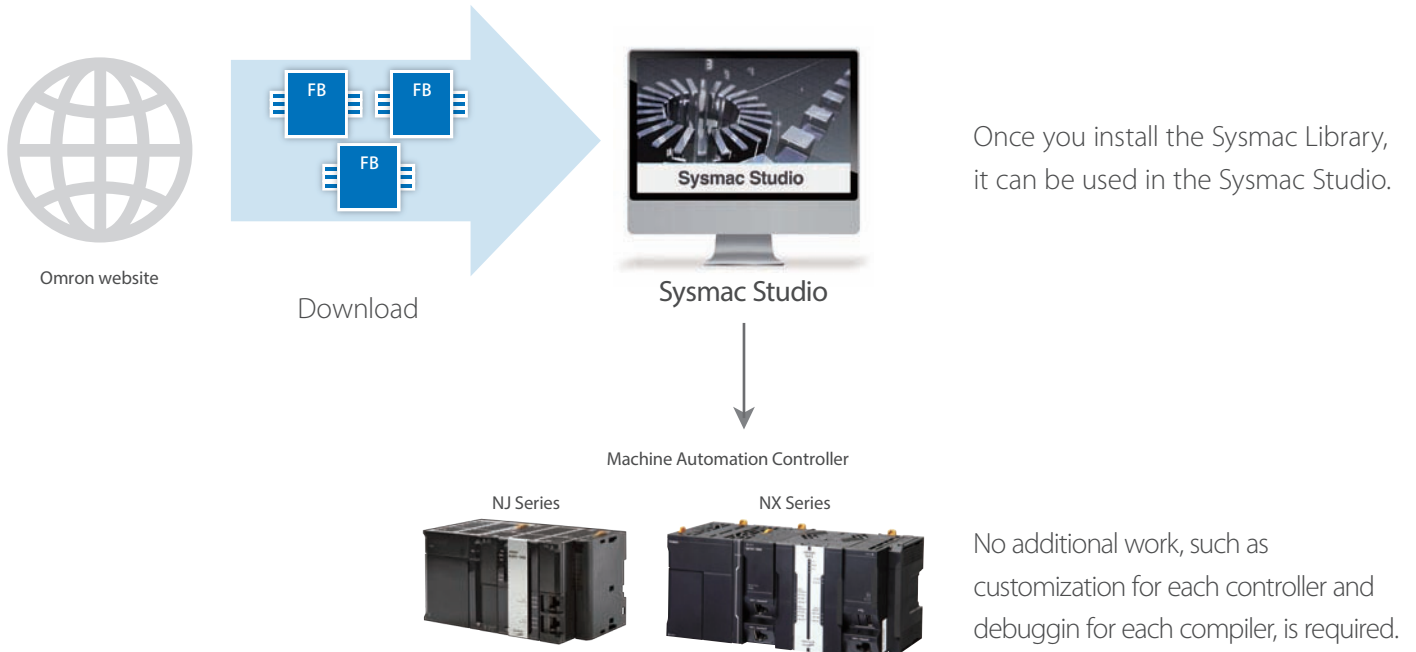 FB
FB
FB
Omron website
Download
Sysmac Studio
Sysmac Studio
Once you install the Sysmac Library,
it can be used in the Sysmac Studio.
Machine Automation Controller
NJ Series
NX Series
No additional work, such as
customization for each controller and
debuggin for each compiler, is required.